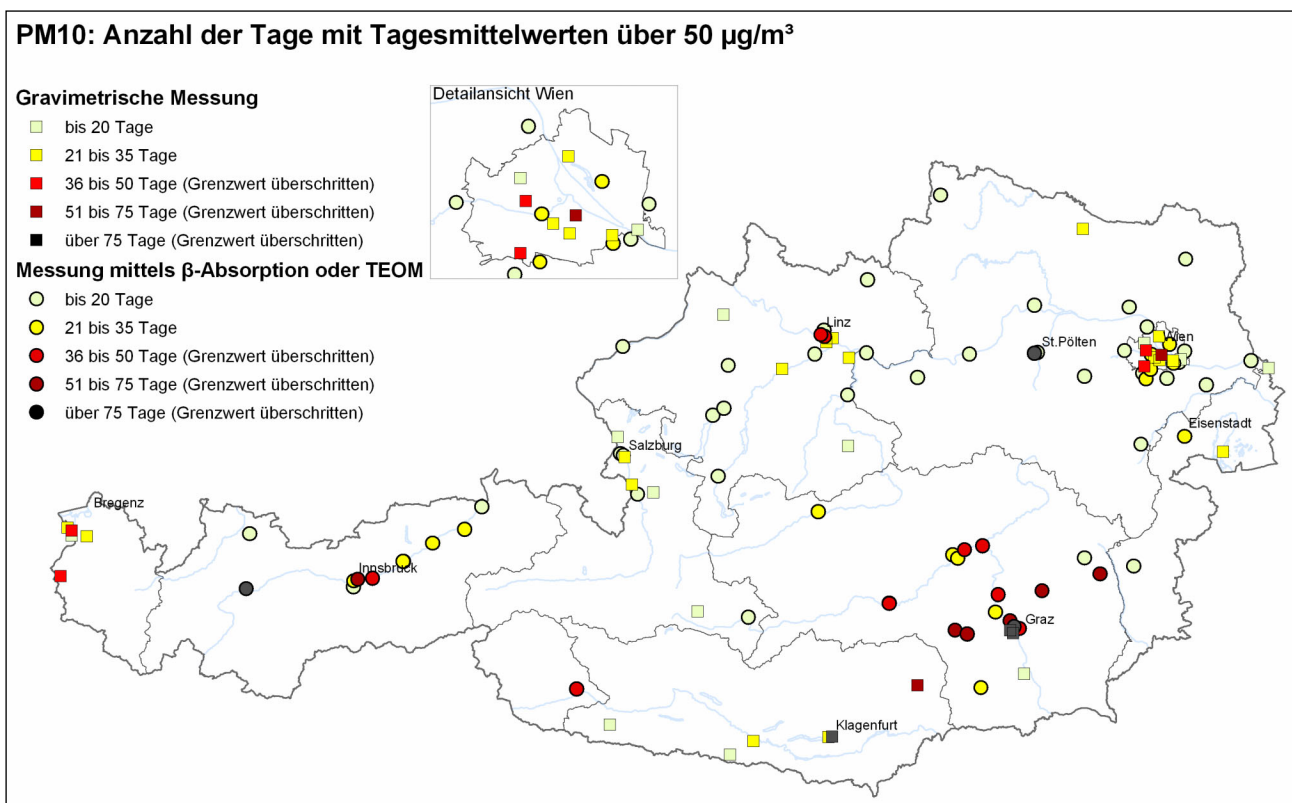 PM10: Anzahl der Tage mit Tagesmittelwerten über 50 µg/m³
Gravimetrische Messung
bis 20 Tage
21 bis 35 Tage
36 bis 50 Tage (Grenzwert überschritten)
51 bis 75 Tage (Grenzwert überschritten)
über 75 Tage (Grenzwert überschritten)
Messung mittels β-Absorption oder TEOM
bis 20 Tage
21 bis 35 Tage
36 bis 50 Tage (Grenzwert überschritten)
51 bis 75 Tage (Grenzwert überschritten)
über 75 Tage (Grenzwert überschritten)
Detailansicht Wien
Linz
Wien
St.Pölten
Eisenstadt
Salzburg
Bregenz
Innsbruck
Graz
Klagenfurt